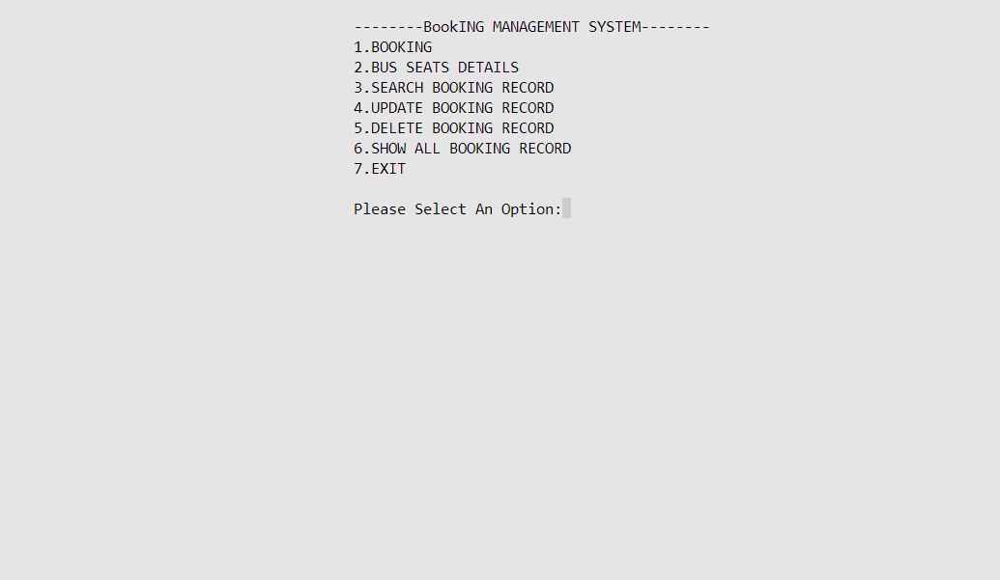 --------BookING MANAGEMENT SYSTEM--------
1.BOOKING
2.BUS SEATS DETAILS
3.SEARCH BOOKING RECORD
4.UPDATE BOOKING RECORD
5.DELETE BOOKING RECORD
6.SHOW ALL BOOKING RECORD
7.EXIT
Please Select An Option: